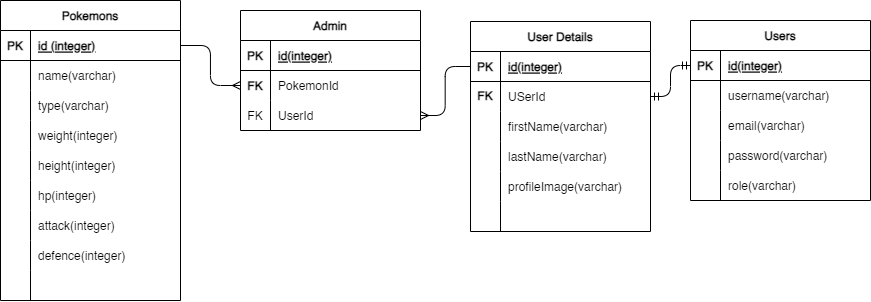 Pokemons
PK id (integer)
name(varchar)
type(varchar)
weight(integer)
height(integer)
hp(integer)
attack(integer)
defence(integer)
Admin
PK id(integer)
FK PokemonId
FK UserId
User Details
PK id(integer)
FK USerId
firstName(varchar)
lastName(varchar)
profileImage(varchar)
Users
PK id(integer)
username(varchar)
email(varchar)
password(varchar)
role(varchar)